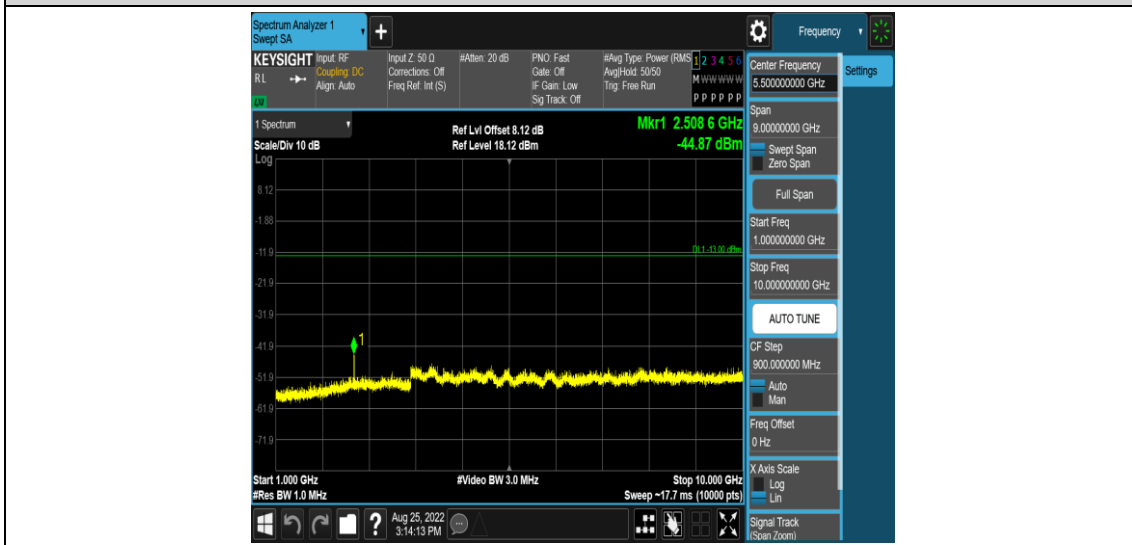 Spectrum Analyzer 1
Swept SA
+
Frequency
KEYSIGHT
RL
LXI
Input: RF
Coupling: DC
Align: Auto
Input Z: 50 Ω
Corrections: Off
Freq Ref: Int (S)
#Atten: 20 dB
PNO: Fast
Gate: Off
IF Gain: Low
Sig Track: Off
#Avg Type: Power (RMS
Avg|Hold: 50/50
Trig: Free Run
1 2 3 4 5 6
M W W W W W
P P P P P P
1 Spectrum
Scale/Div 10 dB
Ref Lvl Offset 8.12 dB
Ref Level 18.12 dBm
Mkr1 2.508 6 GHz
-44.87 dBm
Log
8.12
-1.88
-11.9
DL1 -13.00 dBm
-21.9
-31.9
1
-41.9
-51.9
-61.9
-71.9
Start 1.000 GHz
#Video BW 3.0 MHz
Stop 10.000 GHz
#Res BW 1.0 MHz
Sweep ~17.7 ms (10000 pts)
?
Aug 25, 2022
3:14:13 PM
Center Frequency
5.500000000 GHz
Settings
Span
9.00000000 GHz
Swept Span
Zero Span
Full Span
Start Freq
1.000000000 GHz
Stop Freq
10.000000000 GHz
AUTO TUNE
CF Step
900.000000 MHz
Auto
Man
Freq Offset
0 Hz
X Axis Scale
Log
Lin
Signal Track
(Span Zoom)